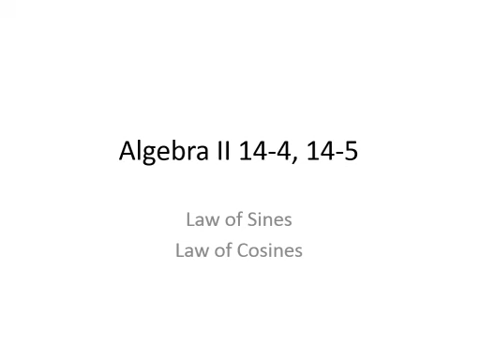 Algebra II 14-4, 14-5
Law of Sines
Law of Cosines